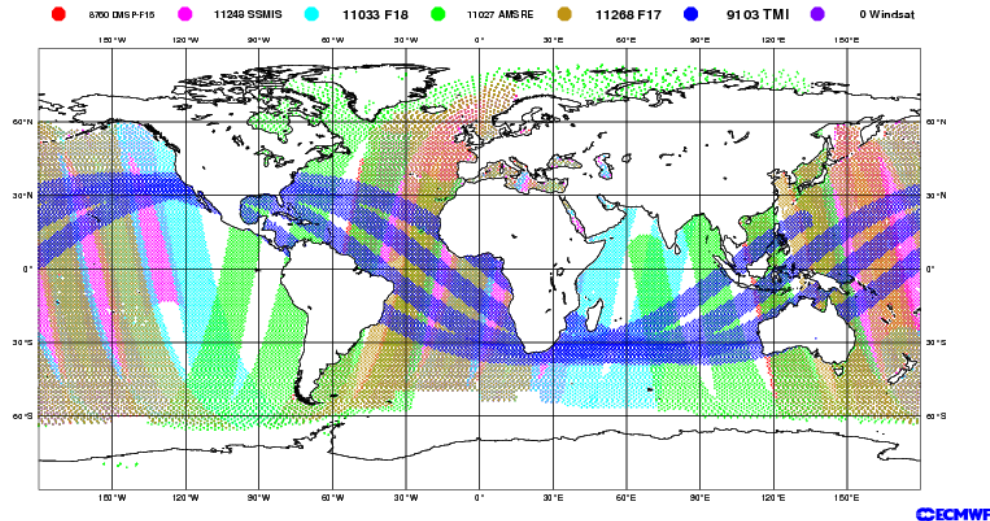 8760 DMSP-F15 11248 SSMIS 11033 F18 11027 AMSRE 11268 F17 9103 TMI 0 Windsat
150°W 120°W 90°W 60°W 30°W 0° 30°E 60°E 90°E 120°E 150°E
60°N 60°N
30°N 30°N
0° 0°
30°S 30°S
60°S 60°S
150°W 120°W 90°W 60°W 30°W 0° 30°E 60°E 90°E 120°E 150°E
ECMWF